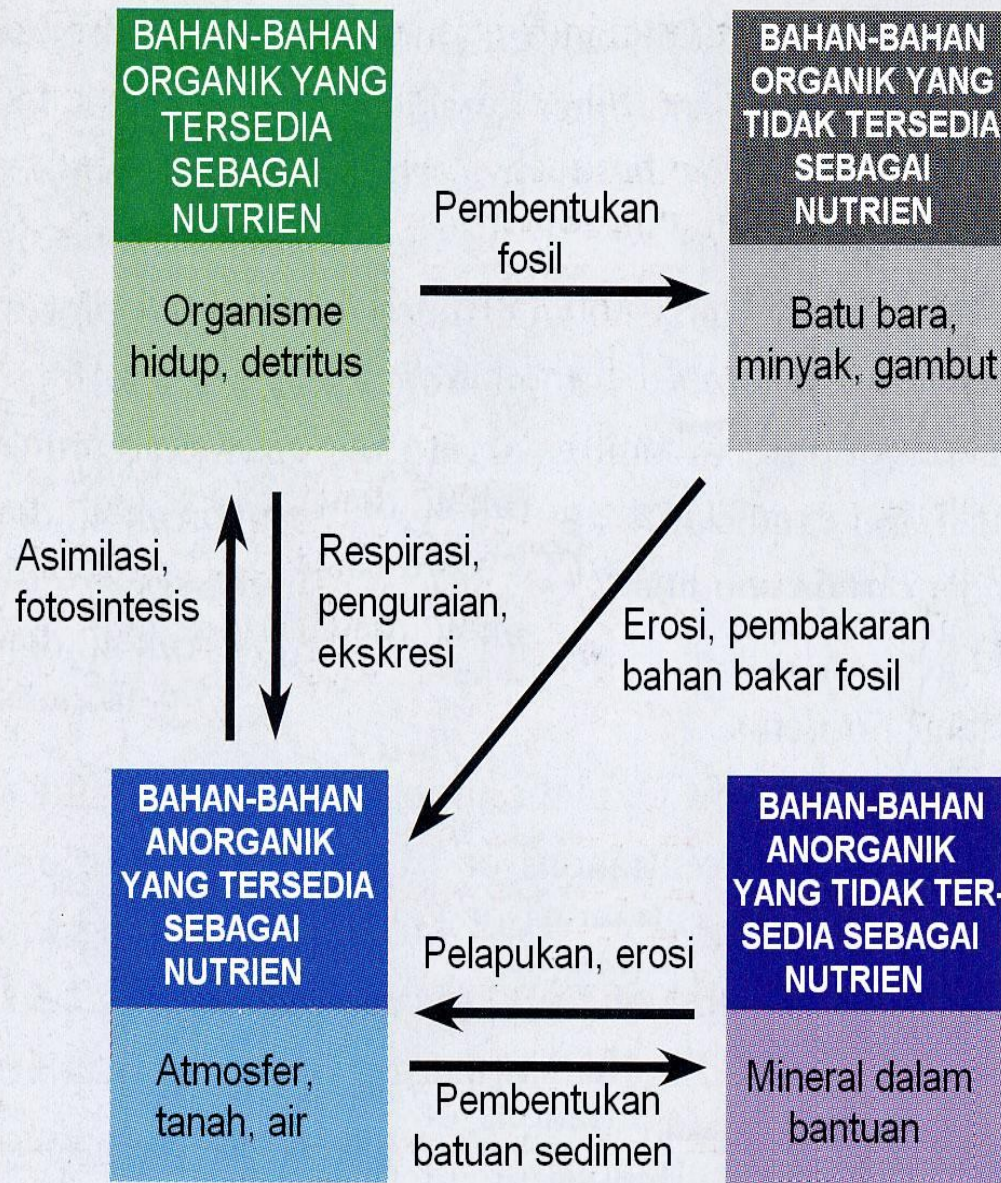 BAHAN-BAHAN
ORGANIK YANG
TERSEDIA
SEBAGAI
NUTRIEN
Organisme
hidup, detritus
Pembentukan
fosil
BAHAN-BAHAN
ORGANIK YANG
TIDAK TERSEDIA
SEBAGAI
NUTRIEN
Batu bara,
minyak, gambut
Asimilasi,
fotosintesis
Respirasi,
penguraian,
ekskresi
Erosi, pembakaran
bahan bakar fosil
BAHAN-BAHAN
ANORGANIK
YANG TERSEDIA
SEBAGAI
NUTRIEN
Atmosfer,
tanah, air
Pelapukan, erosi
Pembentukan
batuan sedimen
BAHAN-BAHAN
ANORGANIK
YANG TIDAK TER-
SEDIA SEBAGAI
NUTRIEN
Mineral dalam
bantuan